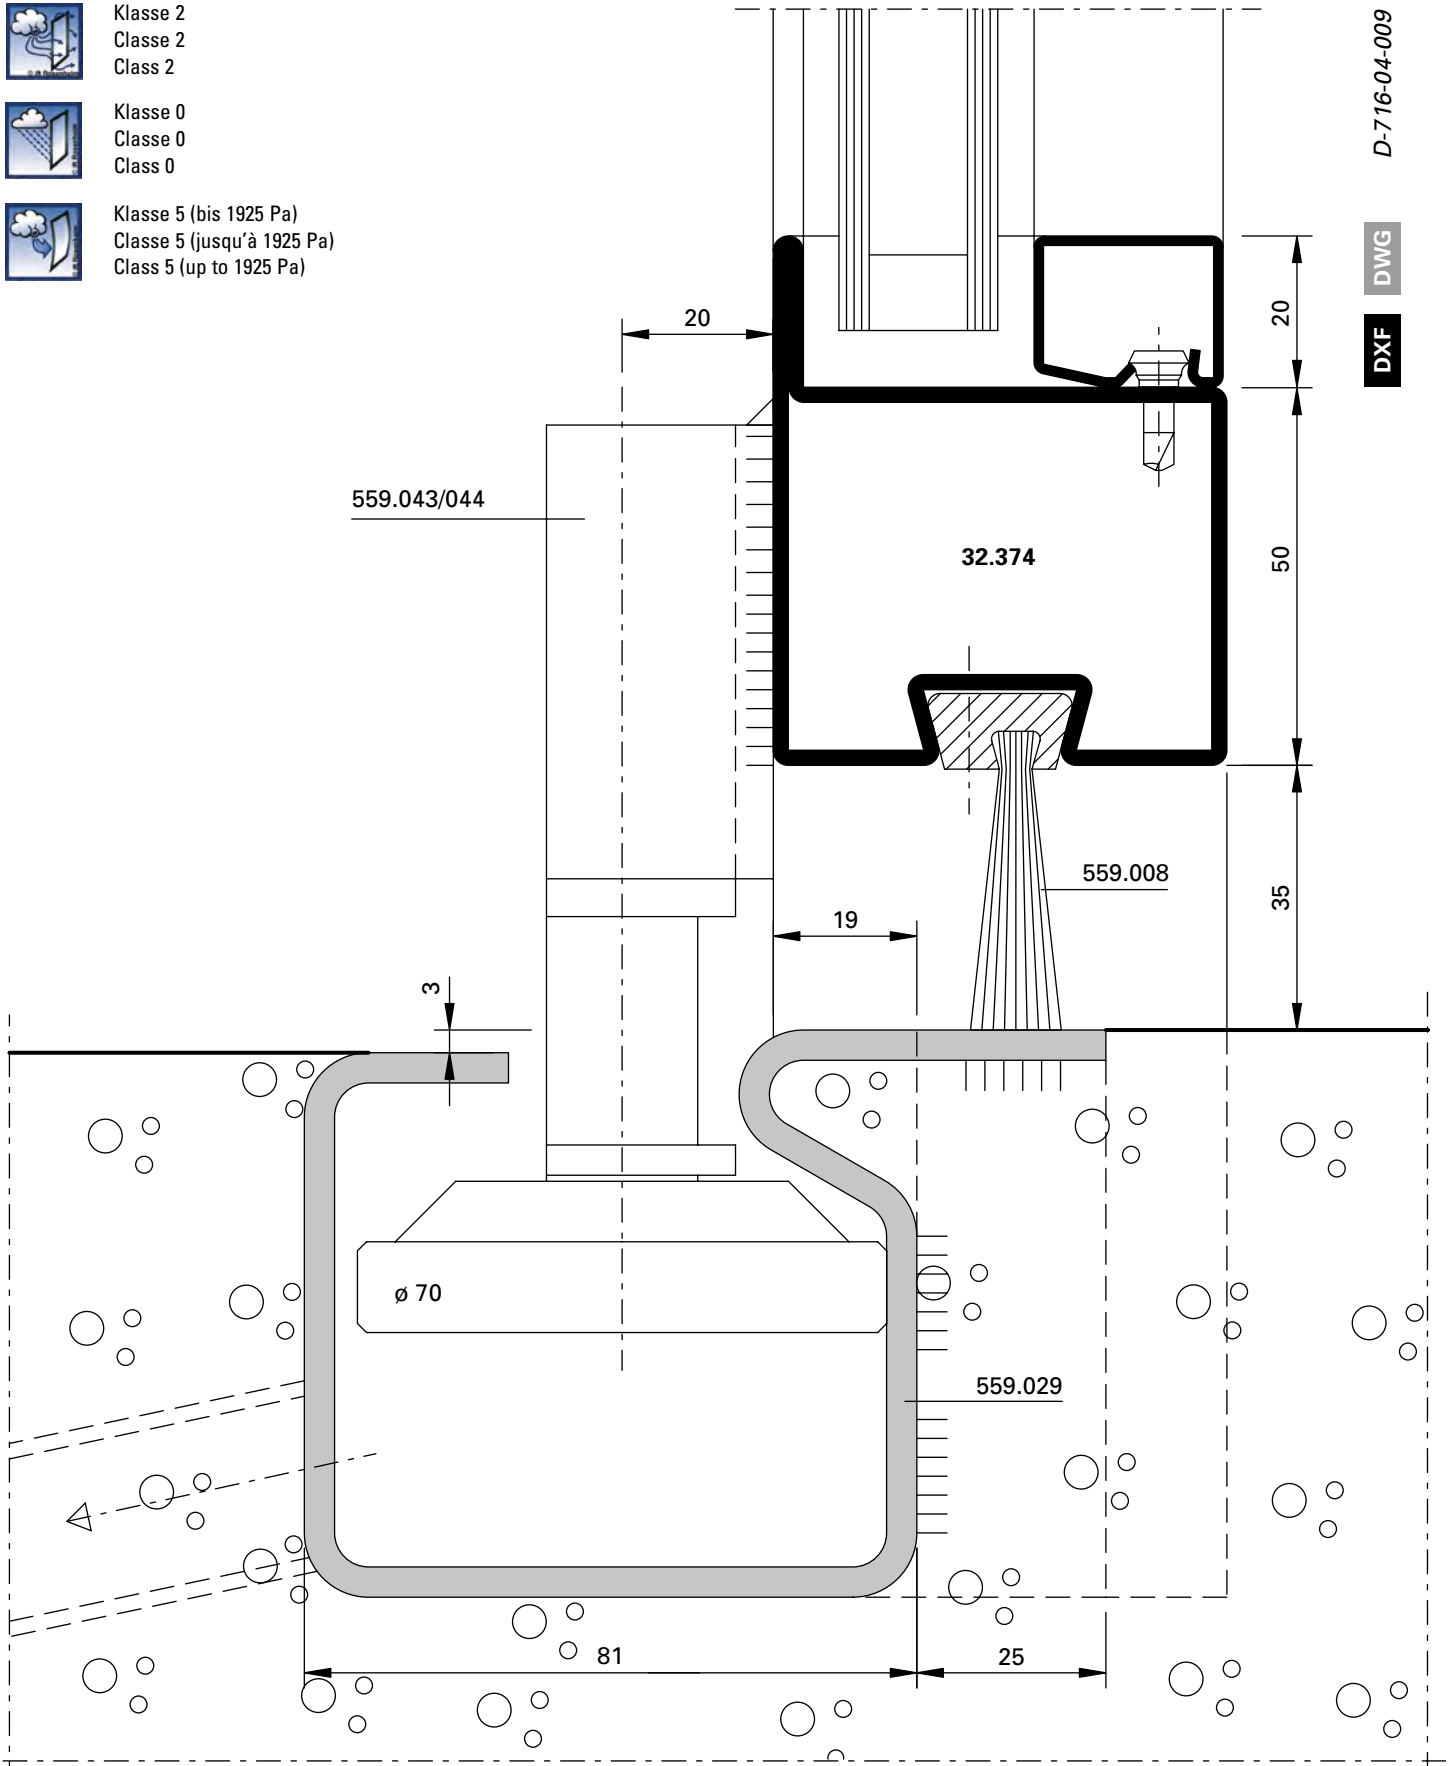 Klasse 2
Classe 2
Class 2
Klasse 0
Classe 0
Class 0
Klasse 5 (bis 1925 Pa)
Classe 5 (jusqu'à 1925 Pa)
Class 5 (up to 1925 Pa)
D-716-04-009
DWG
DXF
20
20
559.043/044
32.374
50
559.008
35
19
3
ø 70
559.029
81
25